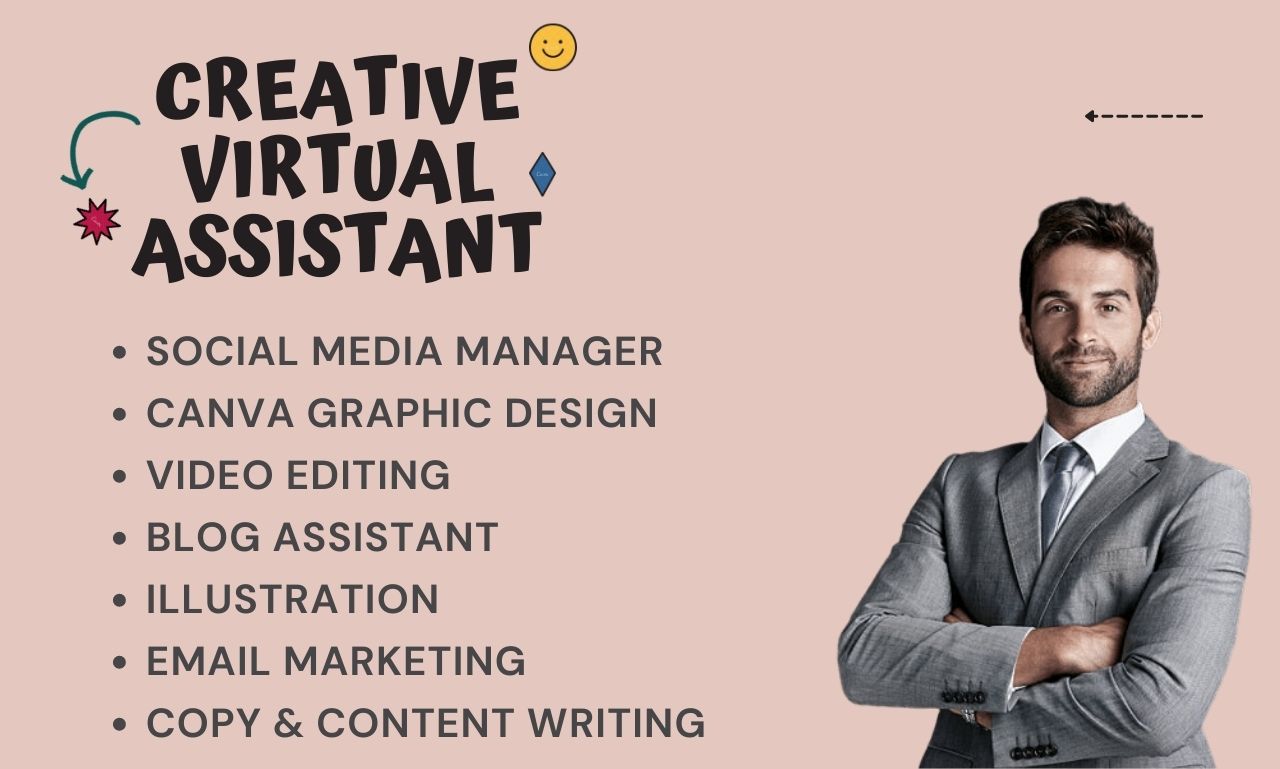 CREATIVE
VIRTUAL
ASSISTANT
• SOCIAL MEDIA MANAGER
• CANVA GRAPHIC DESIGN
• VIDEO EDITING
• BLOG ASSISTANT
• ILLUSTRATION
• EMAIL MARKETING
• COPY & CONTENT WRITING